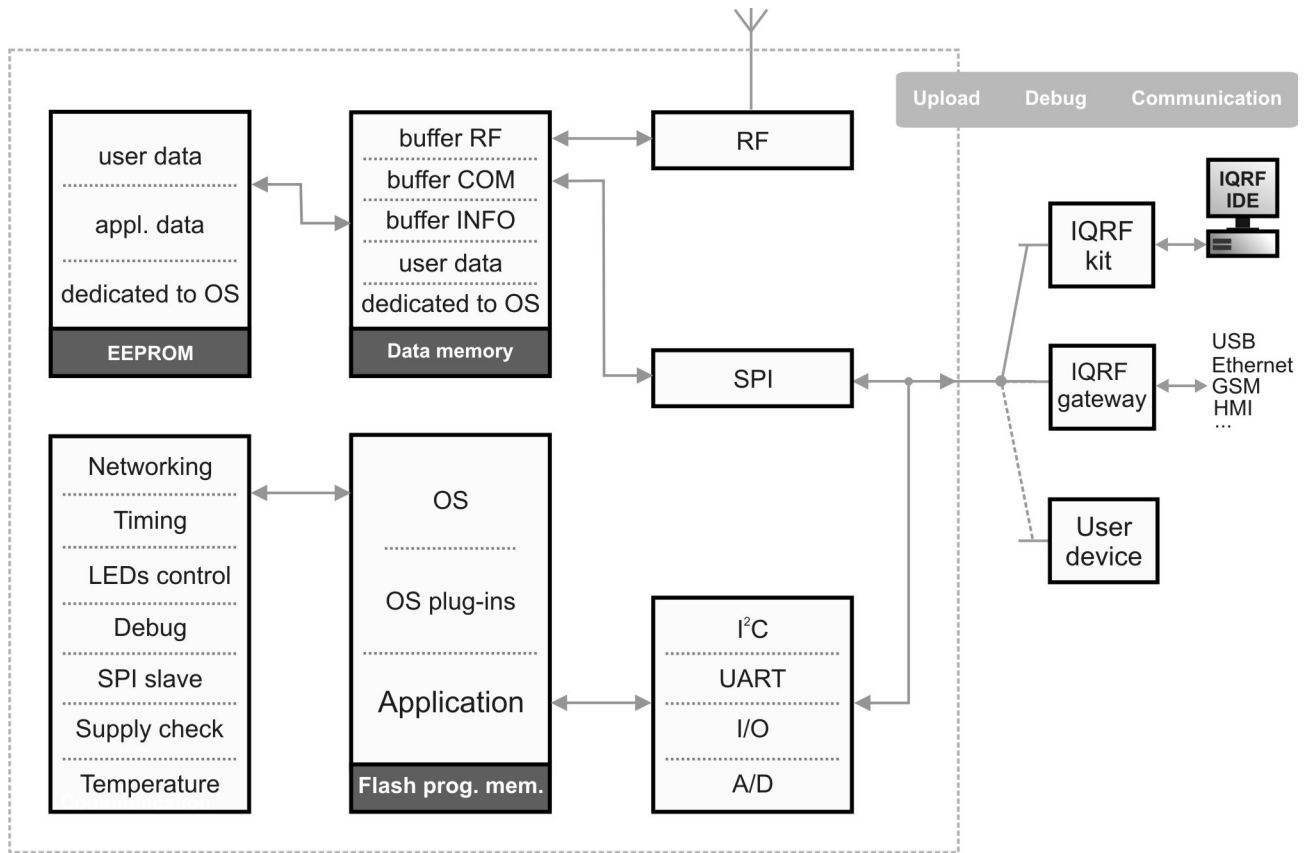 Upload Debug Communication
user data
appl. data
dedicated to OS
EEPROM
buffer RF
buffer COM
buffer INFO
user data
dedicated to OS
Data memory
RF
SPI
IQRF
kit
IQRF
IDE
IQRF
gateway
USB
Ethernet
GSM
HMI
...
User
device
Networking
Timing
LEDs control
Debug
SPI slave
Supply check
Temperature
OS
OS plug-ins
Application
Flash prog. mem.
I²C
UART
I/O
A/D